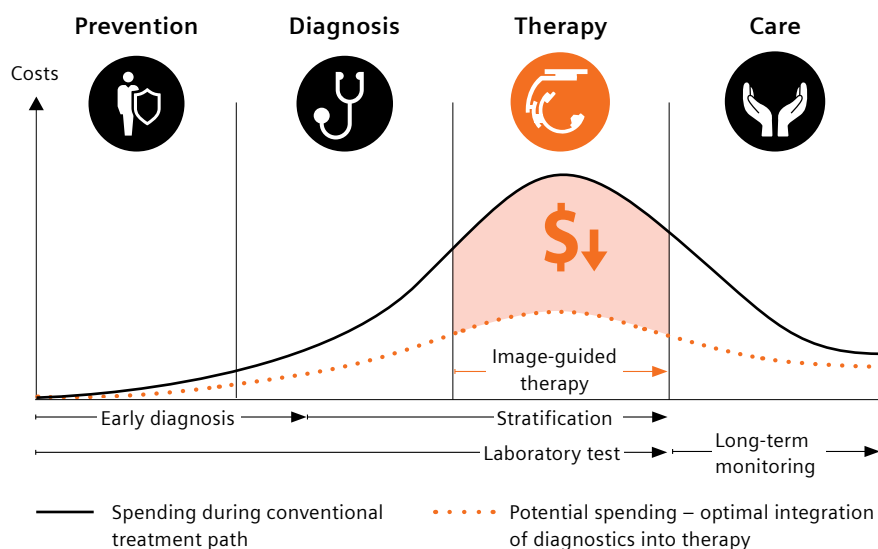 Prevention
Diagnosis
Therapy
Care
Costs
$
Image-guided
therapy
Early diagnosis
Stratification
Laboratory test
Long-term
monitoring
Spending during conventional
treatment path
Potential spending – optimal integration
of diagnostics into therapy